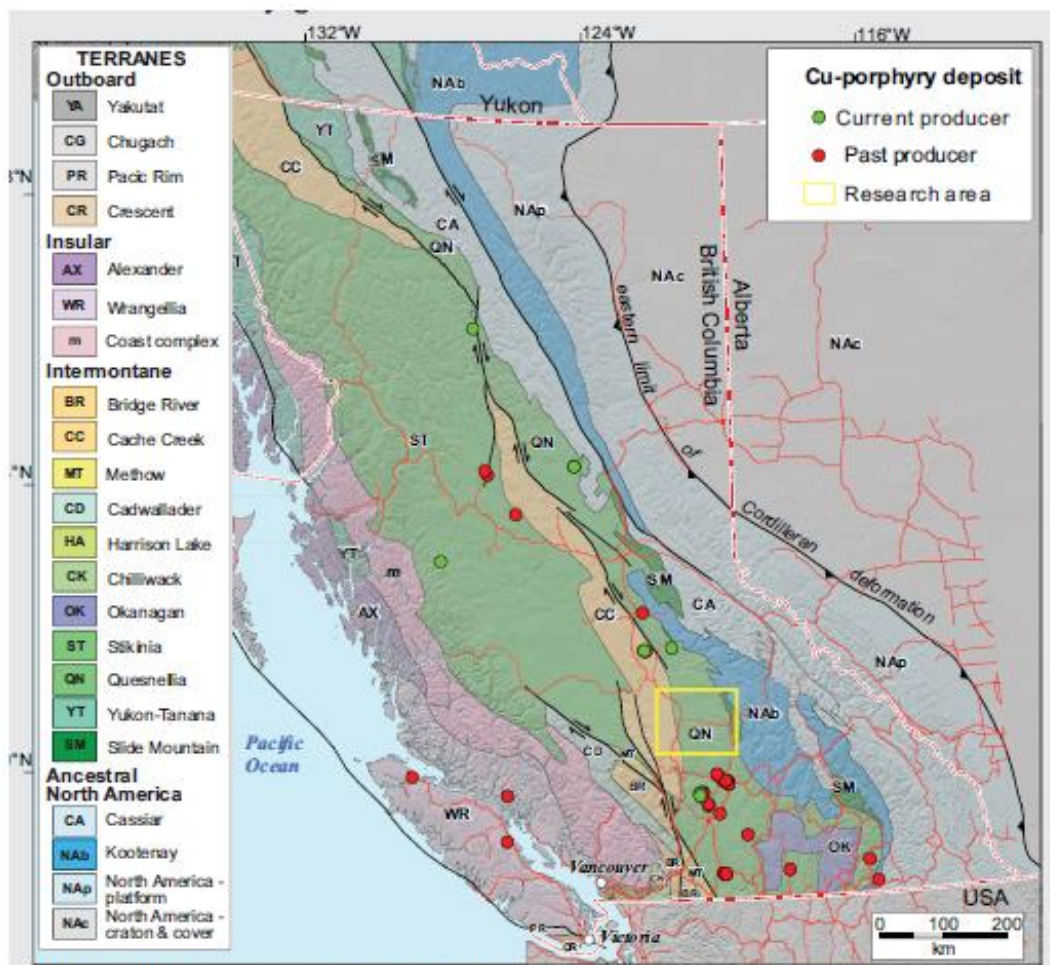 132°W
124°W
116°W
TERRANES
Outboard
YA Yakutat
CG Chugach
PR Pacic Rim
CR Crescent
Insular
AX Alexander
WR Wrangellia
m Coast complex
Intermontane
BR Bridge River
CC Cache Creek
MT Methow
CD Cadwallader
HA Harrison Lake
CK Chilliwack
OK Okanagan
ST Stikinia
QN Quesnellia
YT Yukon-Tanana
SM Slide Mountain
Ancestral
North America
CA Cassiar
NAb Kootenay
NAp North America -
platform
NAc North America -
craton & cover
Cu-porphyry deposit
Current producer
Past producer
Research area
NAb
Yukon
YT
SM
CC
NAp
CA
QN
NAc
British Columbia
Alberta
NAc
eastern limit of Cordilleran deformation
ST
QN
YT
m
AX
SM
CA
CC
NAp
NAb
QN
Pacific
Ocean
CD
MT
BR
SM
WR
OK
Vancouver
BR
MT
BR
USA
PR
CR
Victoria
0 100 200
km